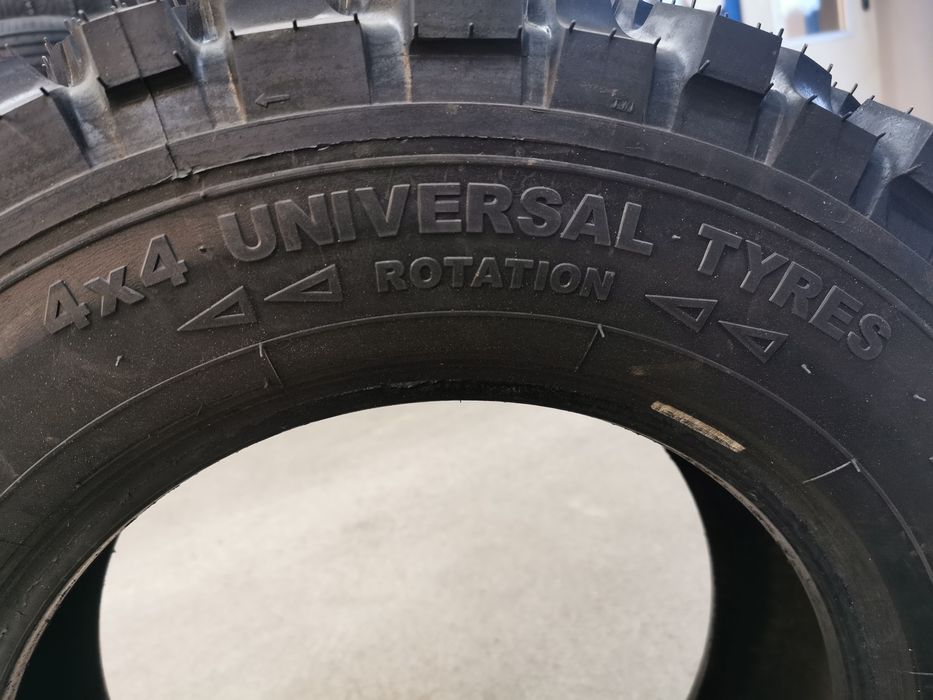 4x4 UNIVERSAL TYRES
ROTATION